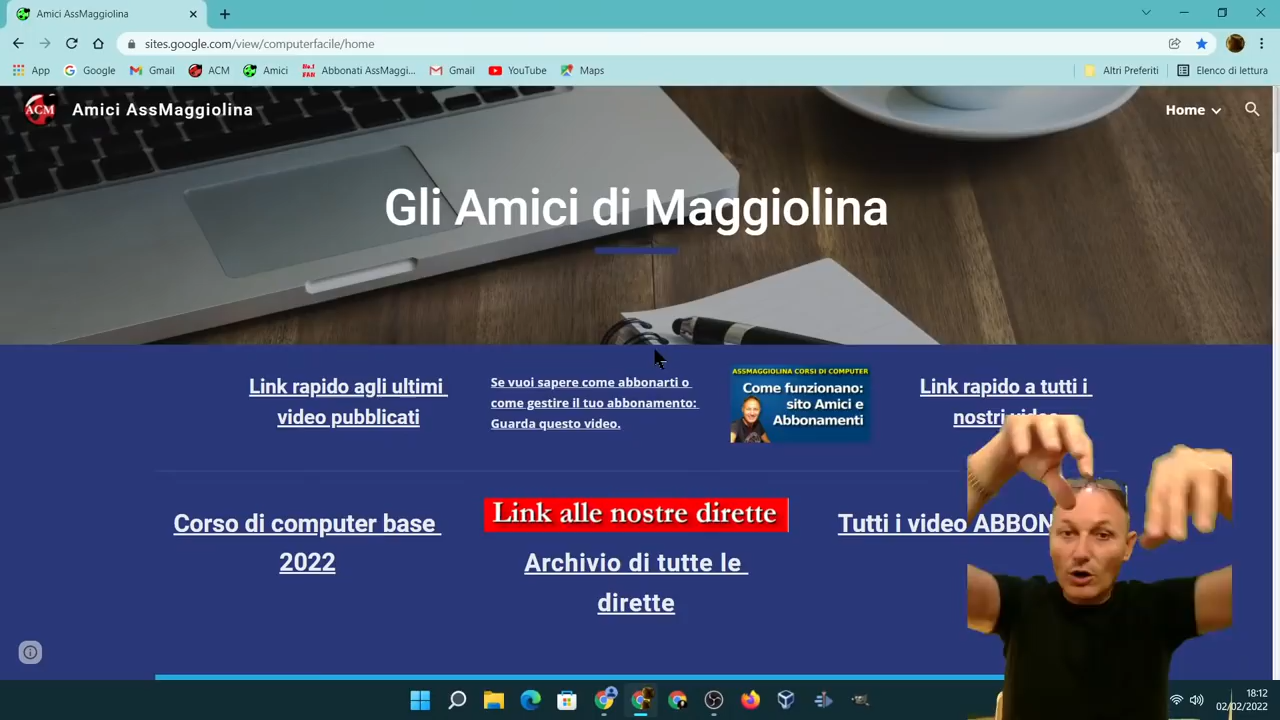 Amici AssMaggiolina
sites.google.com/view/computerfacile/home
App Google Gmail ACM Amici Abbonati AssMaggi... Gmail YouTube Maps Altri Preferiti Elenco di lettura
ACM Amici AssMaggiolina Home
Gli Amici di Maggiolina
Link rapido agli ultimi
video pubblicati
Se vuoi sapere come abbonarti o
come gestire il tuo abbonamento:
Guarda questo video.
ASSMAGGIOLINA CORSI DI COMPUTER
Come funzionano:
sito Amici e
Abbonamenti
Link rapido a tutti i
nostri video
Corso di computer base
2022
Link alle nostre dirette
Archivio di tutte le
dirette
Tutti i video ABBON
18:12
02/02/2022